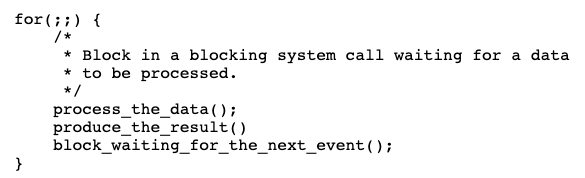 for(;;) {
    /*
     * Block in a blocking system call waiting for a data
     * to be processed.
     */
    process_the_data();
    produce_the_result()
    block_waiting_for_the_next_event();
}